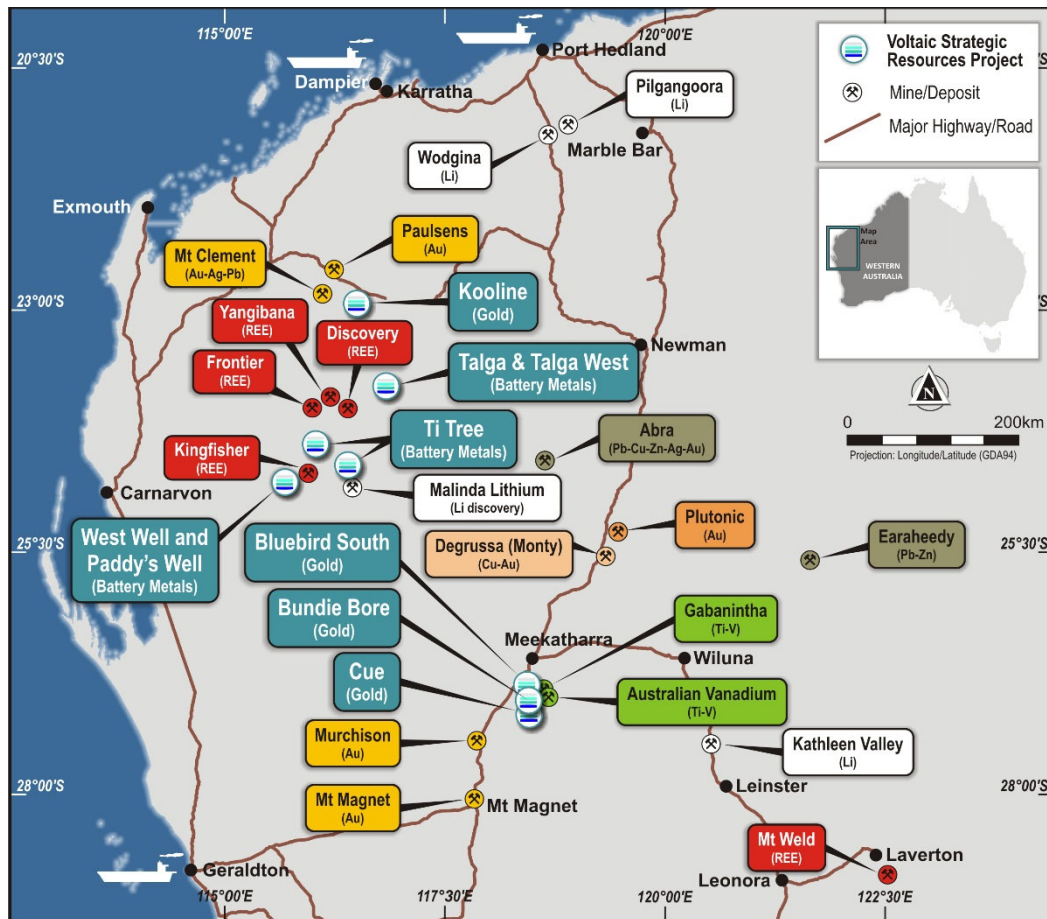 115°00'E
120°00'E
20°30'S
20°30'S
Port Hedland
Dampier
Karratha
Voltaic Strategic
Resources Project
Mine/Deposit
Major Highway/Road
Pilgangoora
(Li)
Marble Bar
Wodgina
(Li)
Exmouth
Map
Area
WESTERN
AUSTRALIA
Paulsens
(Au)
Mt Clement
(Au-Ag-Pb)
Kooline
(Gold)
23°00'S
23°00'S
Yangibana
(REE)
Discovery
(REE)
Newman
Frontier
(REE)
Talga & Talga West
(Battery Metals)
N
0
200km
Projection: Longitude/Latitude (GDA94)
Ti Tree
(Battery Metals)
Abra
(Pb-Cu-Zn-Ag-Au)
Kingfisher
(REE)
Carnarvon
Malinda Lithium
(Li discovery)
West Well and
Paddy's Well
(Battery Metals)
Bluebird South
(Gold)
Degrussa (Monty)
(Cu-Au)
Plutonic
(Au)
Earaheedy
(Pb-Zn)
25°30'S
25°30'S
Bundie Bore
(Gold)
Gabanintha
(Ti-V)
Meekatharra
Wiluna
Cue
(Gold)
Australian Vanadium
(Ti-V)
Murchison
(Au)
Kathleen Valley
(Li)
Leinster
28°00'S
28°00'S
Mt Magnet
(Au)
Mt Magnet
Mt Weld
(REE)
Laverton
Leonora
Geraldton
115°00'E
117°30'E
120°00'E
122°30'E